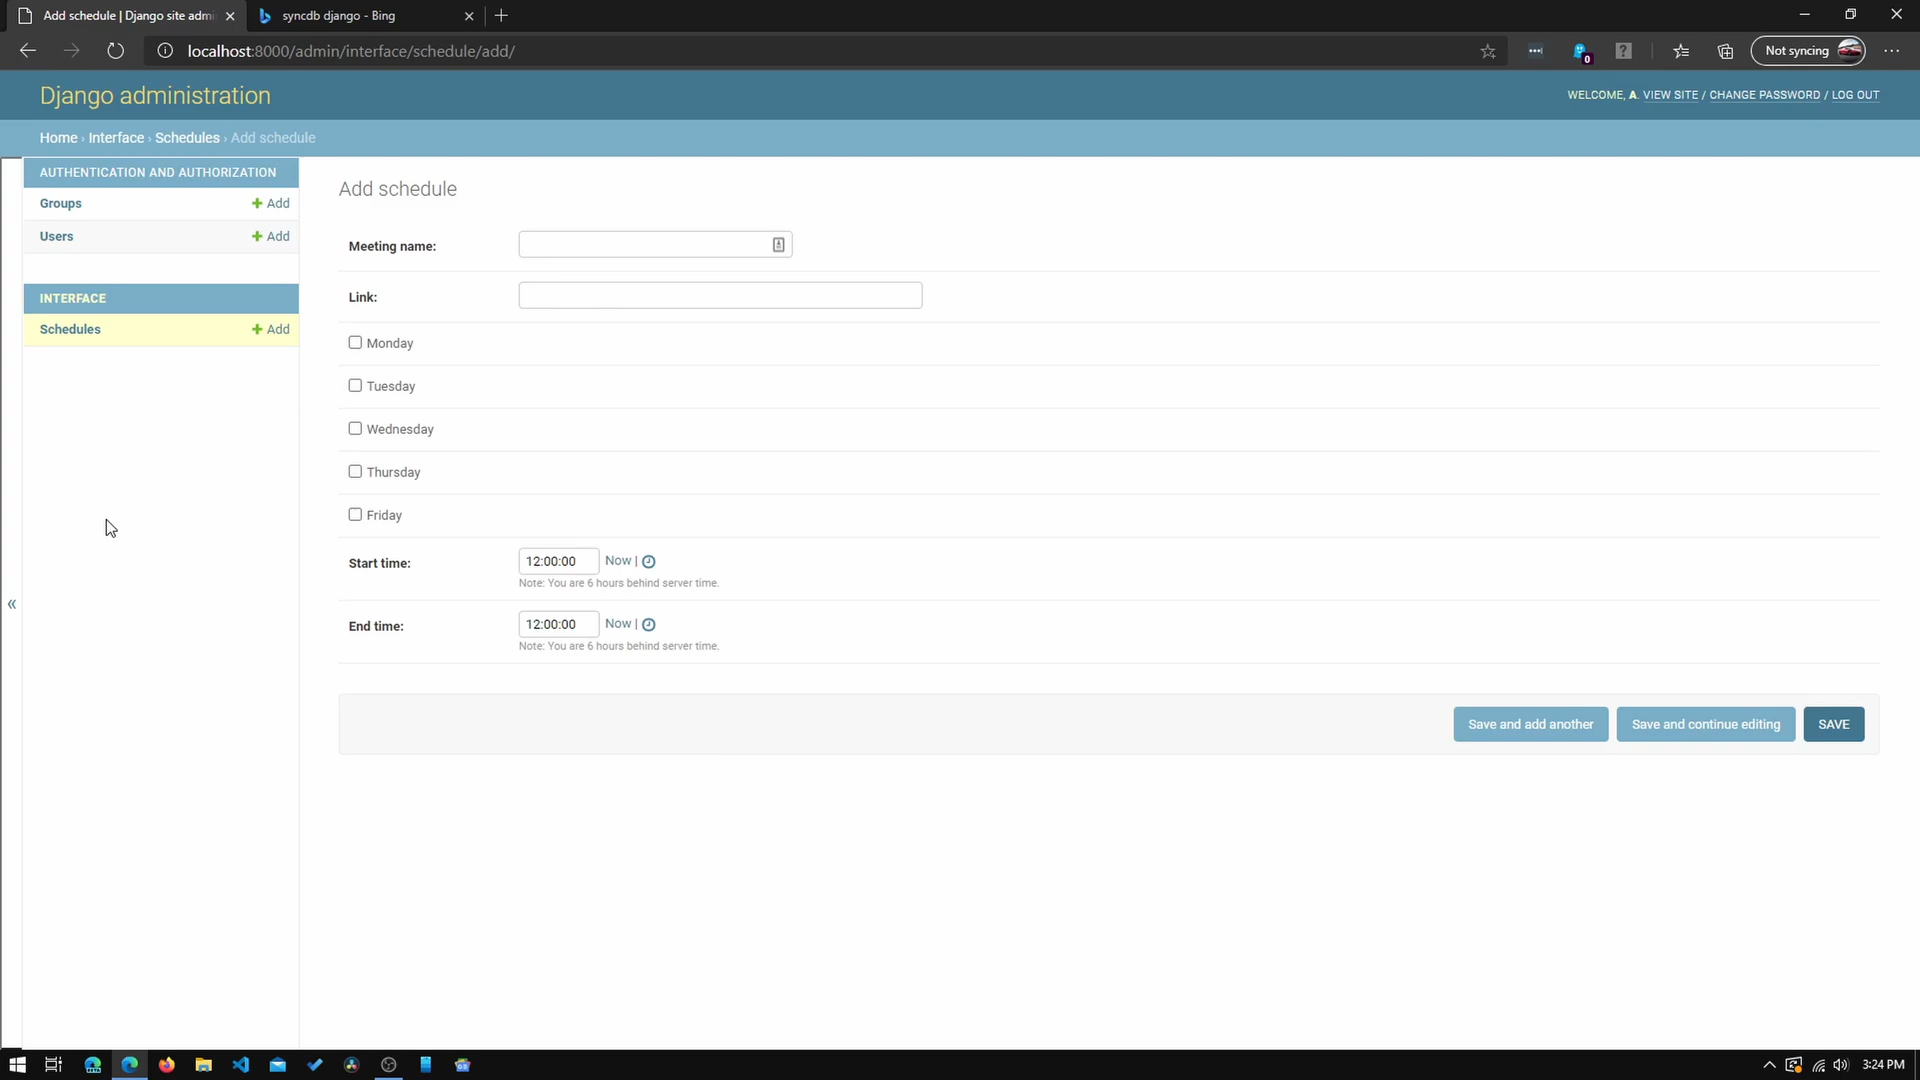 Add schedule | Django site admi
syncdb django - Bing
localhost:8000/admin/interface/schedule/add/
0
Not syncing
Django administration
WELCOME, A. VIEW SITE / CHANGE PASSWORD / LOG OUT
Home › Interface › Schedules › Add schedule
AUTHENTICATION AND AUTHORIZATION
Groups
Add
Users
Add
INTERFACE
Schedules
Add
Add schedule
Meeting name:
Link:
Monday
Tuesday
Wednesday
Thursday
Friday
Start time:
12:00:00
Now |
Note: You are 6 hours behind server time.
End time:
12:00:00
Now |
Note: You are 6 hours behind server time.
Save and add another
Save and continue editing
SAVE
«
3:24 PM